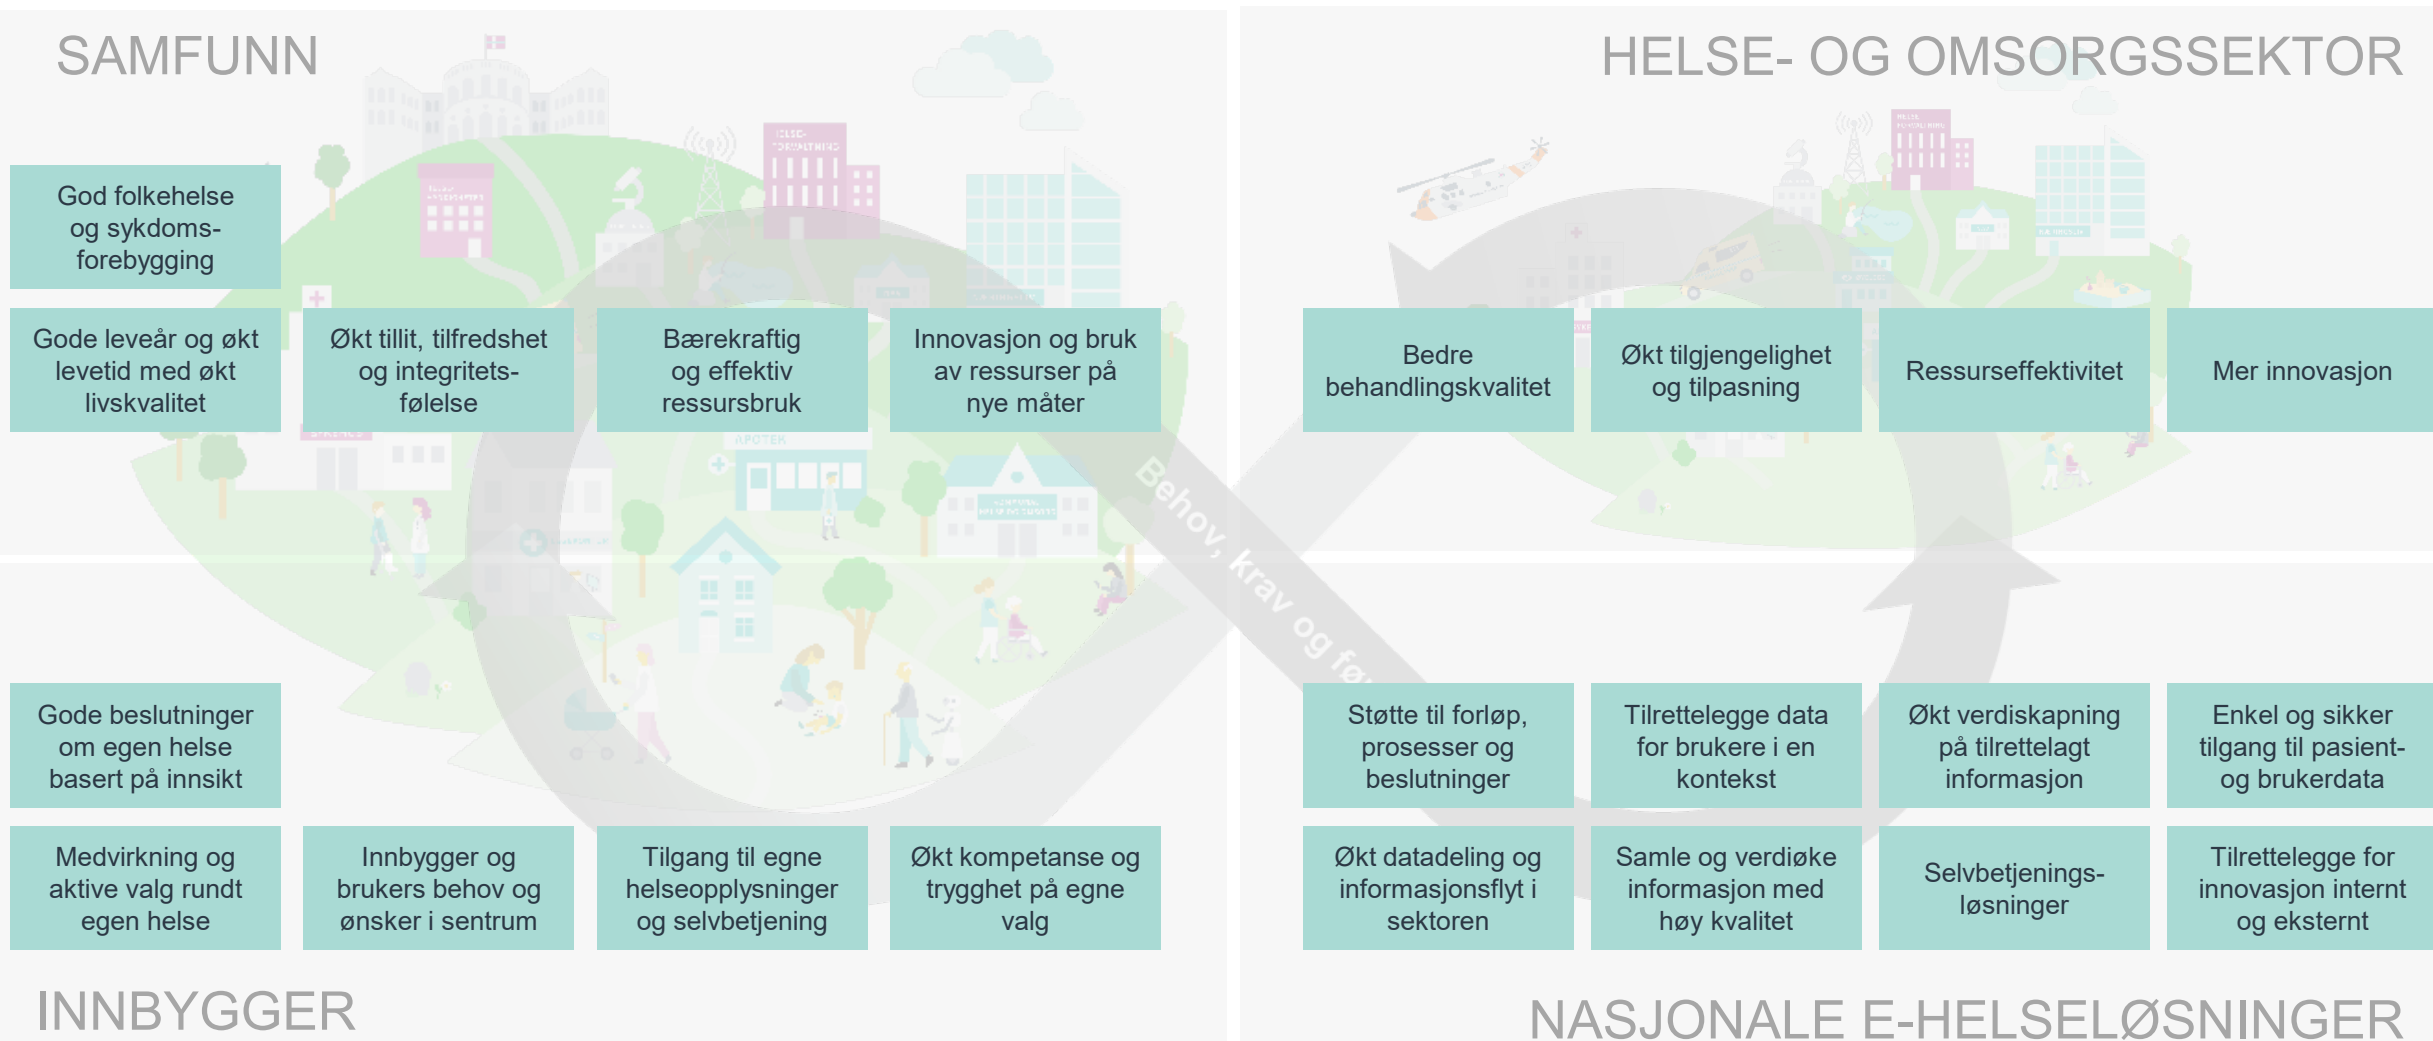 SAMFUNN
God folkehelse
og sykdoms-
forebygging
Gode leveår og økt
levetid med økt
livskvalitet
Økt tillit, tilfredshet
og integritets-
følelse
Bærekraftig
og effektiv
ressursbruk
Innovasjon og bruk
av ressurser på
nye måter
HELSE- OG OMSORGSSEKTOR
Bedre
behandlingskvalitet
Økt tilgjengelighet
og tilpasning
Ressurseffektivitet
Mer innovasjon
HELSE-
FORVALTNING
HELSE
FORVALTNING
APOTEK
Behov, krav og
Gode beslutninger
om egen helse
basert på innsikt
Medvirkning og
aktive valg rundt
egen helse
Innbygger og
brukers behov og
ønsker i sentrum
Tilgang til egne
helseopplysninger
og selvbetjening
Økt kompetanse og
trygghet på egne
valg
INNBYGGER
Støtte til forløp,
prosesser og
beslutninger
Tilrettelegge data
for brukere i en
kontekst
Økt verdiskapning
på tilrettelagt
informasjon
Enkel og sikker
tilgang til pasient-
og brukerdata
Økt datadeling og
informasjonsflyt i
sektoren
Samle og verdiøke
informasjon med
høy kvalitet
Selvbetjenings-
løsninger
Tilrettelegge for
innovasjon internt
og eksternt
NASJONALE E-HELSELØSNINGER